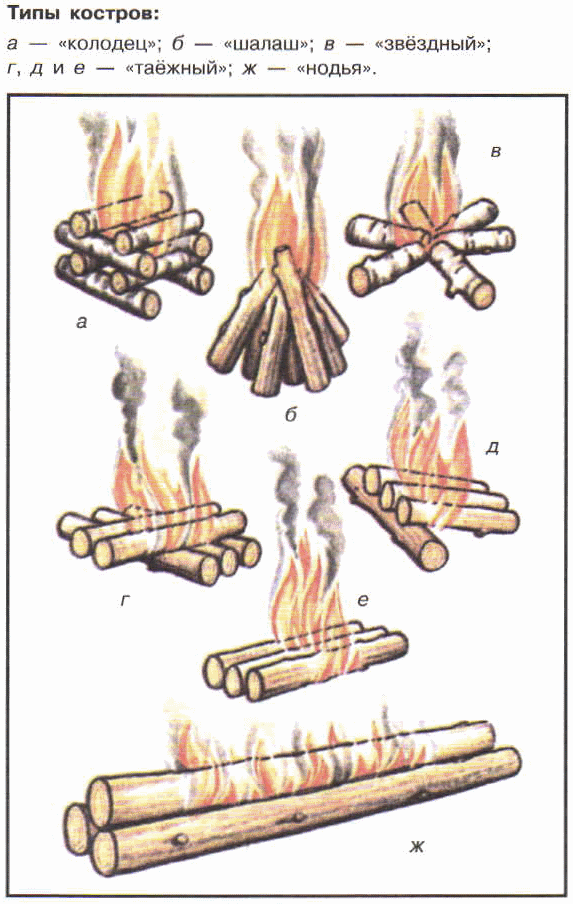 Типы костров:
а — «колодец»; б — «шалаш»; в — «звёздный»;
г, д и е — «таёжный»; ж — «нодья».
в
а
б
д
г
е
ж